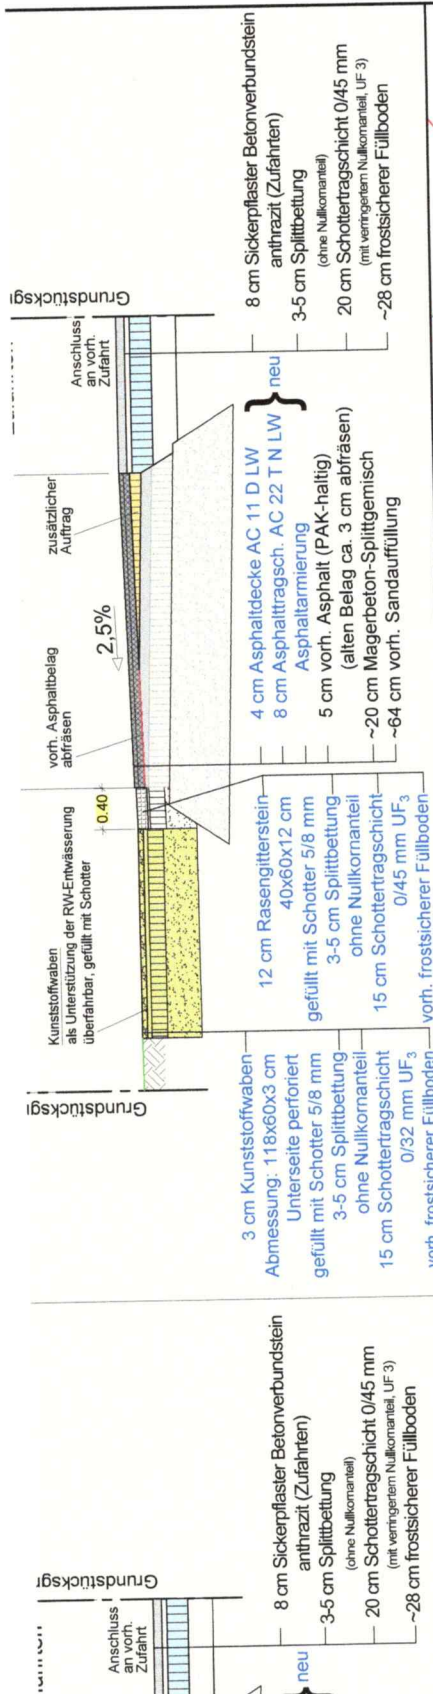 Grundstücksgr
Kunststoffwaben
als Unterstützung der RW-Entwässerung
überfahrbar, gefüllt mit Schotter
0.40
vorh. Asphaltbelag
abfräsen
2,5%
zusätzlicher
Auftrag
Anschluss
an vorh.
Zufahrt
Grundstücksgr
3 cm Kunststoffwaben
Abmessung: 118x60x3 cm
Unterseite perforiert
gefüllt mit Schotter 5/8 mm
3-5 cm Splittbettung
ohne Nullkornanteil
15 cm Schottertragschicht
0/32 mm UF3
vorh. frostsicherer Füllboden
12 cm Rasengitterstein
40x60x12 cm
gefüllt mit Schotter 5/8 mm
3-5 cm Splittbettung
ohne Nullkornanteil
15 cm Schottertragschicht
0/45 mm UF3
vorh. frostsicherer Füllboden
4 cm Asphaltdecke AC 11 D LW
8 cm Asphalttragsch. AC 22 T N LW
neu
Asphaltarmierung
5 cm vorh. Asphalt (PAK-haltig)
(alten Belag ca. 3 cm abfräsen)
~20 cm Magerbeton-Splittgemisch
~64 cm vorh. Sandauffüllung
8 cm Sickerpflaster Betonverbundstein
anthrazit (Zufahrten)
3-5 cm Splittbettung
(ohne Nullkornanteil)
20 cm Schottertragschicht 0/45 mm
(mit verringertem Nullkornanteil, UF 3)
~28 cm frostsicherer Füllboden
Anschluss
an vorh.
Zufahrt
Grundstücksgr
neu
8 cm Sickerpflaster Betonverbundstein
anthrazit (Zufahrten)
3-5 cm Splittbettung
(ohne Nullkornanteil)
20 cm Schottertragschicht 0/45 mm
(mit verringertem Nullkornanteil, UF 3)
~28 cm frostsicherer Füllboden